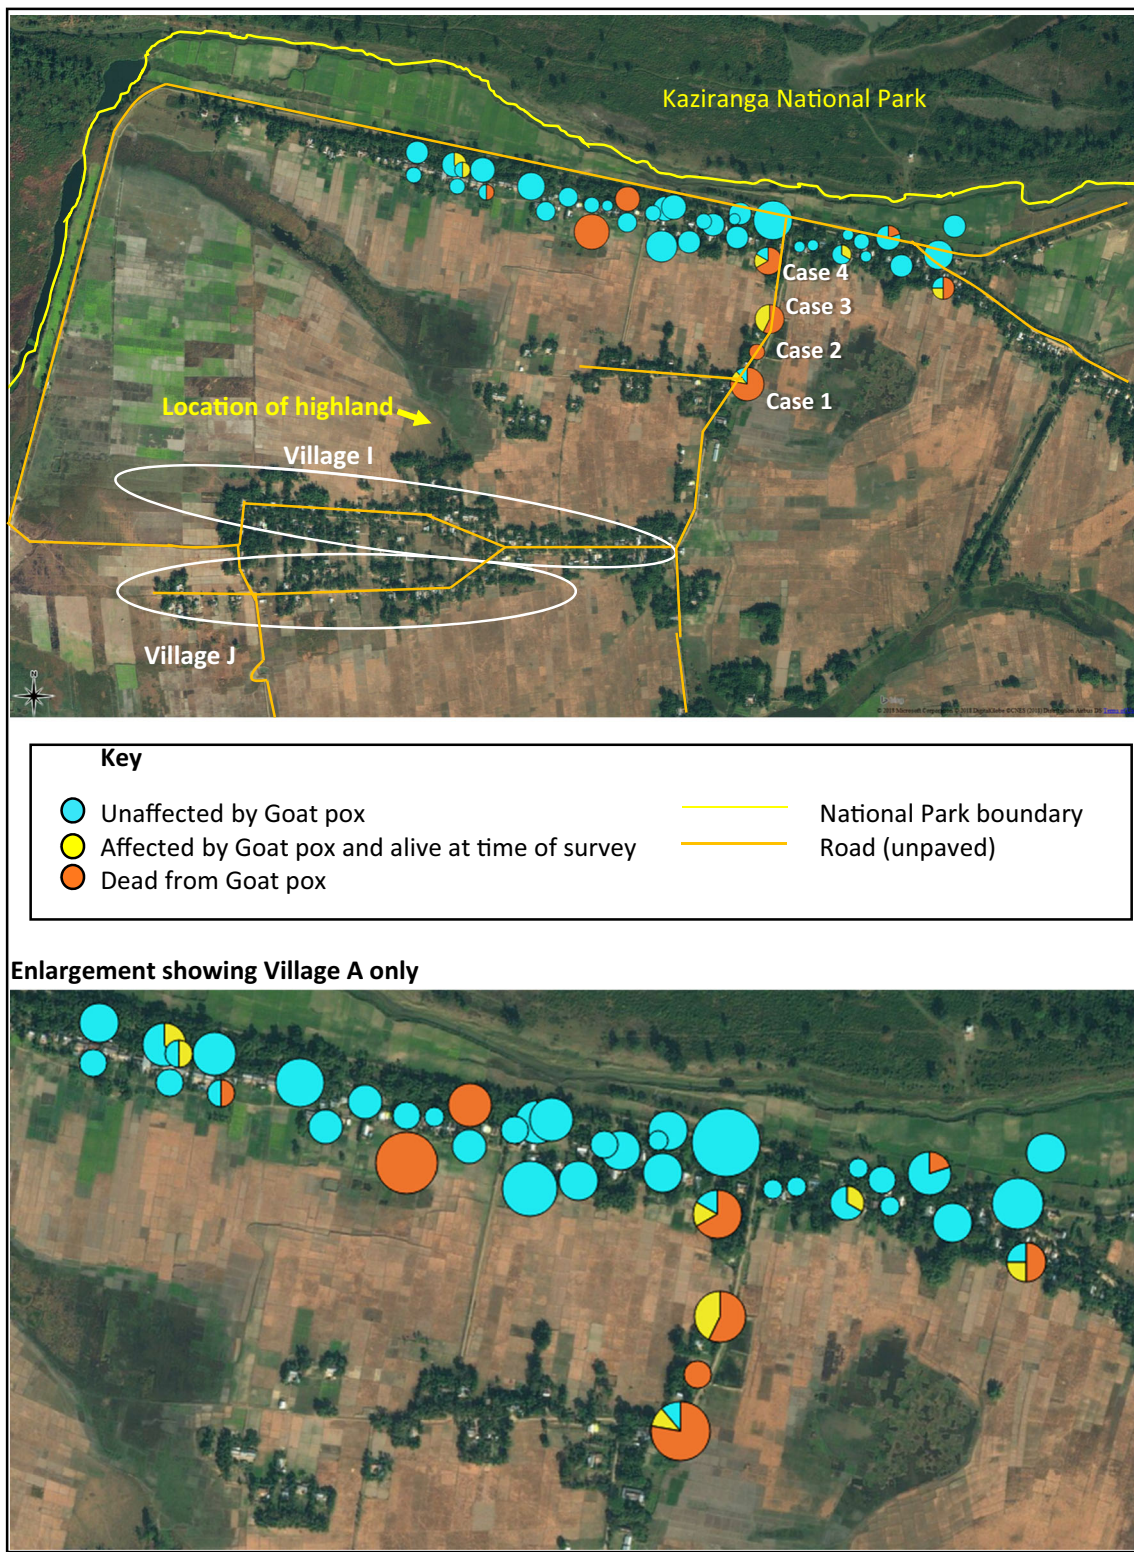 Kaziranga National Park
Case 4
Case 3
Case 2
Case 1
Location of highland
Village I
Village J
N
Key
Unaffected by Goat pox
Affected by Goat pox and alive at time of survey
Dead from Goat pox
National Park boundary
Road (unpaved)
Enlargement showing Village A only